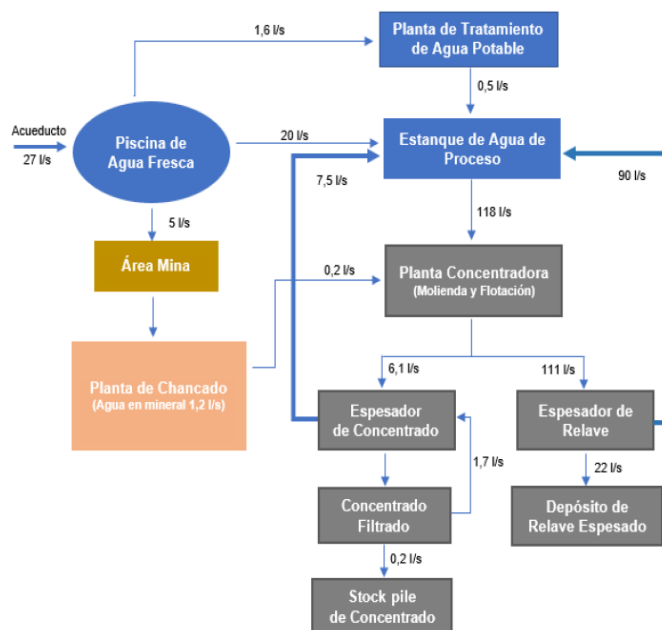 1,6 l/s
Planta de Tratamiento
de Agua Potable
0,5 l/s
Acueducto
27 l/s
Piscina de
Agua Fresca
20 l/s
Estanque de Agua de
Proceso
7,5 l/s
90 l/s
5 l/s
118 l/s
Área Mina
0,2 l/s
Planta Concentradora
(Molienda y Flotación)
Planta de Chancado
(Agua en mineral 1,2 l/s)
6,1 l/s
111 l/s
Espesador
de Concentrado
Espesador de
Relave
1,7 l/s
22 l/s
Concentrado
Filtrado
Depósito de
Relave Espesado
0,2 l/s
Stock pile
de Concentrado